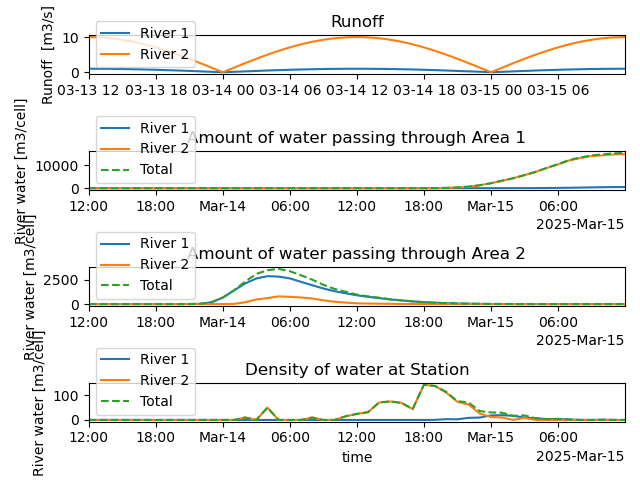 Runoff
Runoff [m3/s]
10
0
River 1
River 2
03-13 12 03-13 18 03-14 00 03-14 06 03-14 12 03-14 18 03-15 00 03-15 06
Amount of water passing through Area 1
River water [m3/cell]
10000
0
River 1
River 2
Total
12:00 18:00 Mar-14 06:00 12:00 18:00 Mar-15 06:00
2025-Mar-15
Amount of water passing through Area 2
River water [m3/cell]
2500
0
River 1
River 2
Total
12:00 18:00 Mar-14 06:00 12:00 18:00 Mar-15 06:00
2025-Mar-15
Density of water at Station
River water [m3/cell]
100
0
River 1
River 2
Total
12:00 18:00 Mar-14 06:00 12:00 18:00 Mar-15 06:00
time
2025-Mar-15